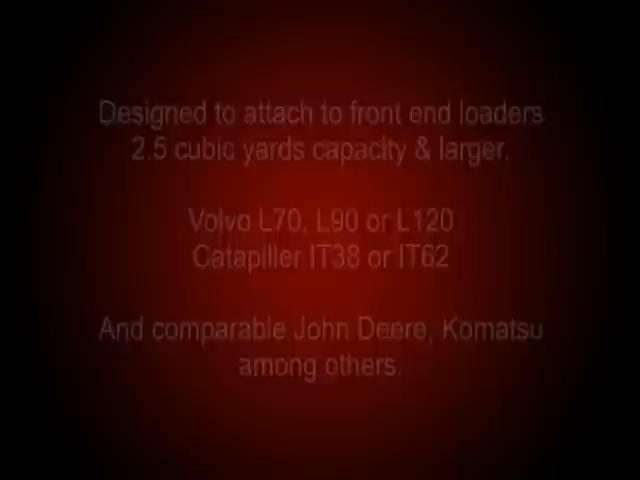 Designed to attach to front end loaders
2.5 cubic yards capacity & larger.
Volvo L70, L90 or L120
Catapiller IT38 or IT62
And comparable John Deere, Komatsu
among others.